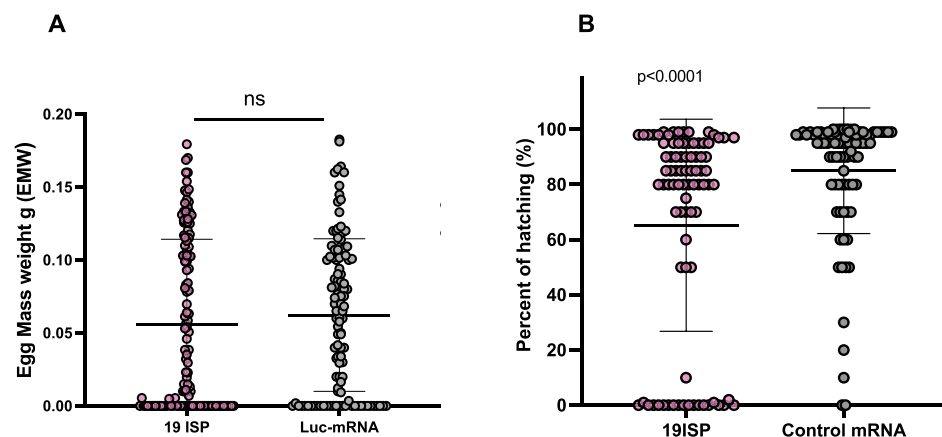 A
ns
Egg Mass weight g (EMW)
0.20
0.15
0.10
0.05
0.00
19 ISP
Luc-mRNA
B
p<0.0001
Percent of hatching (%)
100
80
60
40
20
0
19ISP
Control mRNA